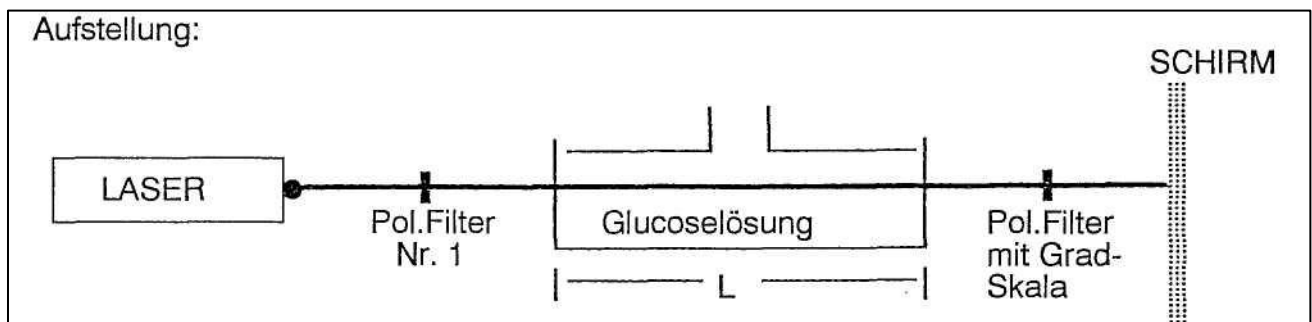 Aufstellung:
SCHIRM
LASER
Pol.Filter
Nr. 1
Glucoselösung
Pol.Filter
mit Grad-
Skala
L